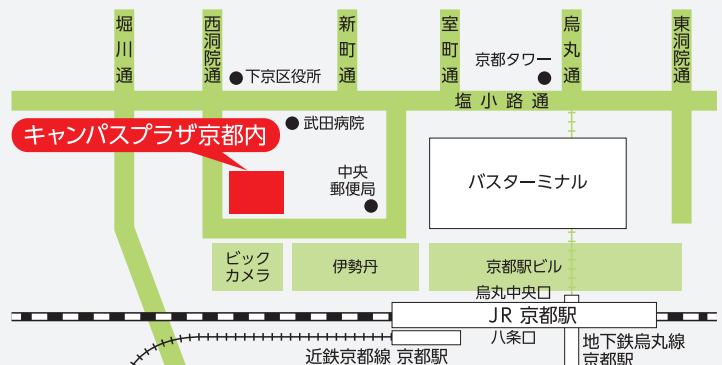 堀川通
西洞院通
新町通
室町通
烏丸通
東洞院通
京都タワー
下京区役所
塩小路通
武田病院
キャンパスプラザ京都内
中央
郵便局
バスターミナル
ビック
カメラ
伊勢丹
京都駅ビル
烏丸中央口
JR 京都駅
八条口
地下鉄烏丸線
京都駅
近鉄京都線 京都駅